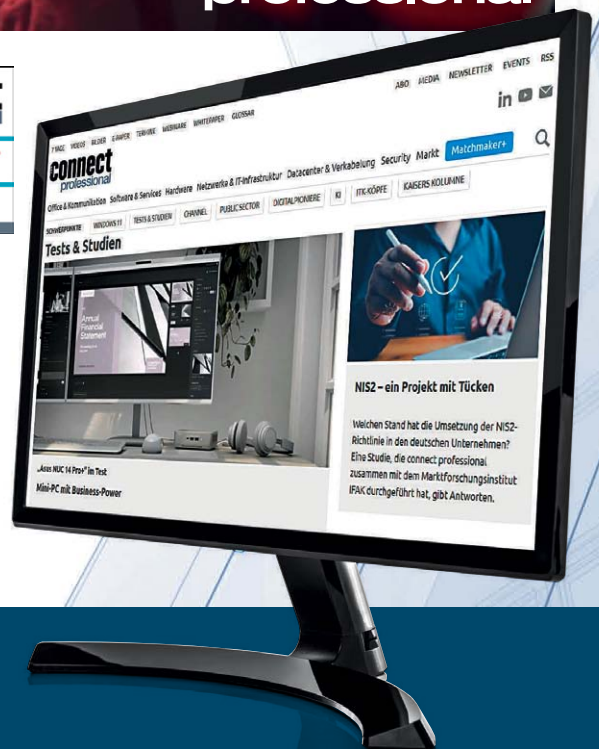 professional
ABO MEDIA NEWSLETTER EVENTS RSS
7 TAGE VIDEOS BILDER E-PAPER TERMINE WEBINARE WHITEPAPER GLOSSAR
in
connect
professional
Office & Kommunikation Software & Services Hardware Netzwerke & IT-Infrastruktur Datacenter & Verkabelung Security Markt Matchmaker+
SCHWERPUNKTE WINDOWS 11 TESTS & STUDIEN CHANNEL PUBLIC SECTOR DIGITALPIONIERE KI ITK-KÖPFE KAISERS KOLUMNE
Tests & Studien
Annual
Financial
Statement
„Asus NUC 14 Pro+" im Test
Mini-PC mit Business-Power
NIS2 – ein Projekt mit Tücken
Welchen Stand hat die Umsetzung der NIS2-
Richtlinie in den deutschen Unternehmen?
Eine Studie, die connect professional
zusammen mit dem Marktforschungsinstitut
IFAK durchgeführt hat, gibt Antworten.